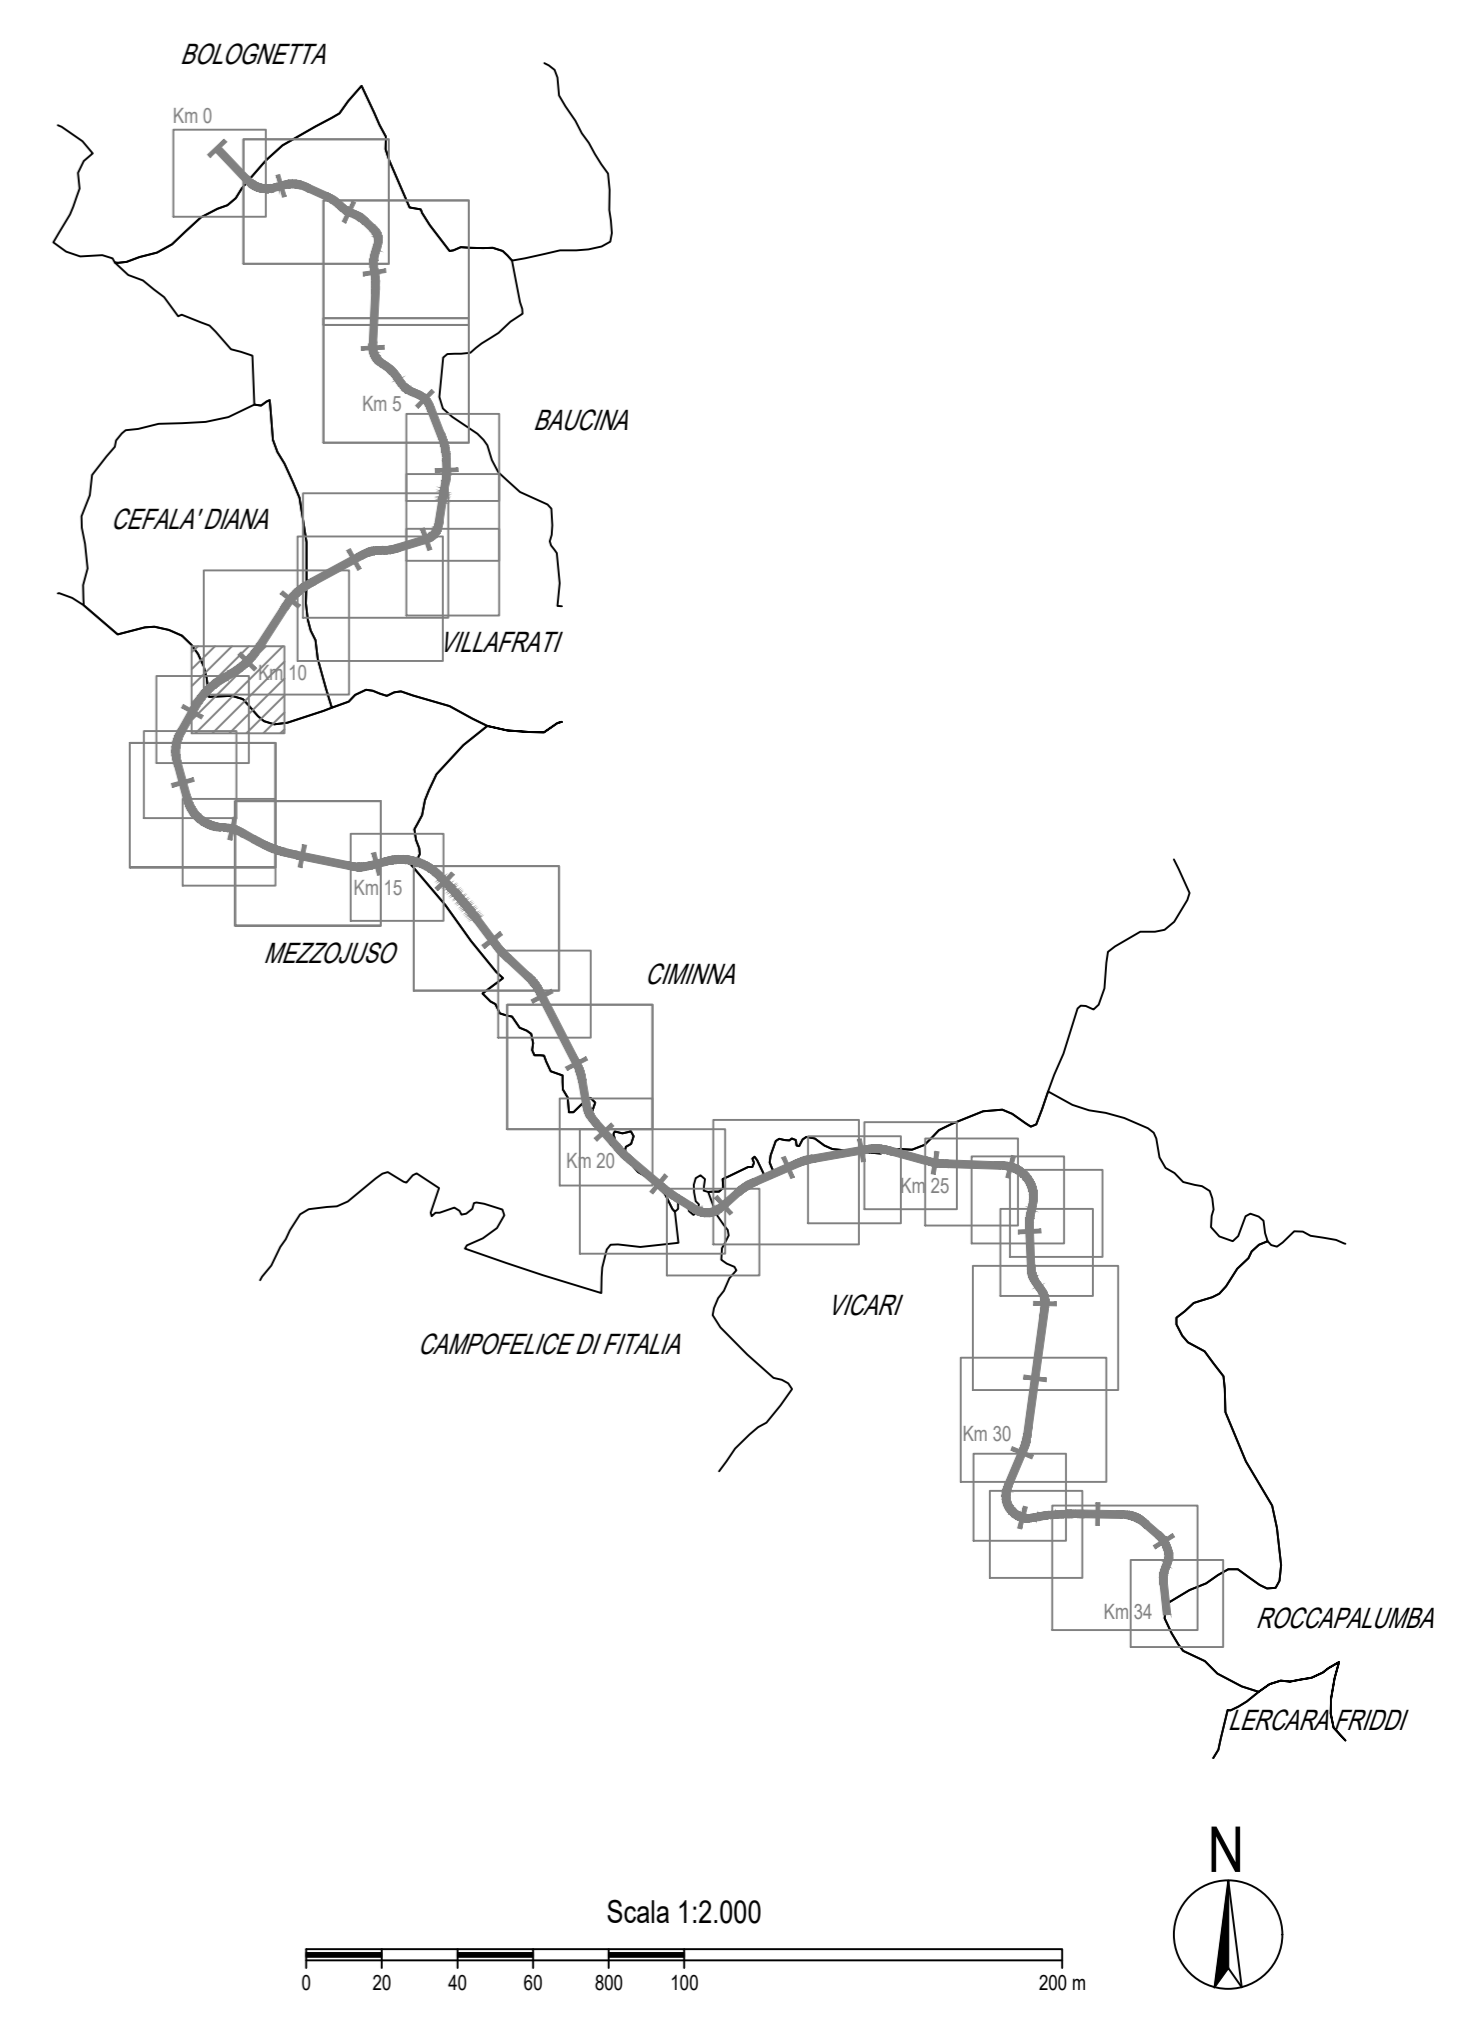 BOLOGNETTA
Km 0
Km 5
BAUCINA
CEFALA' DIANA
VILLAFRATI
Km 10
Km 15
MEZZOJUSO
CIMINNA
Km 20
Km 25
VICARI
CAMPOFELICE DI FITALIA
Km 30
Km 34
ROCCAPALUMBA
LERCARA FRIDDI
N
Scala 1:2.000
0 20 40 60 800 100 200 m